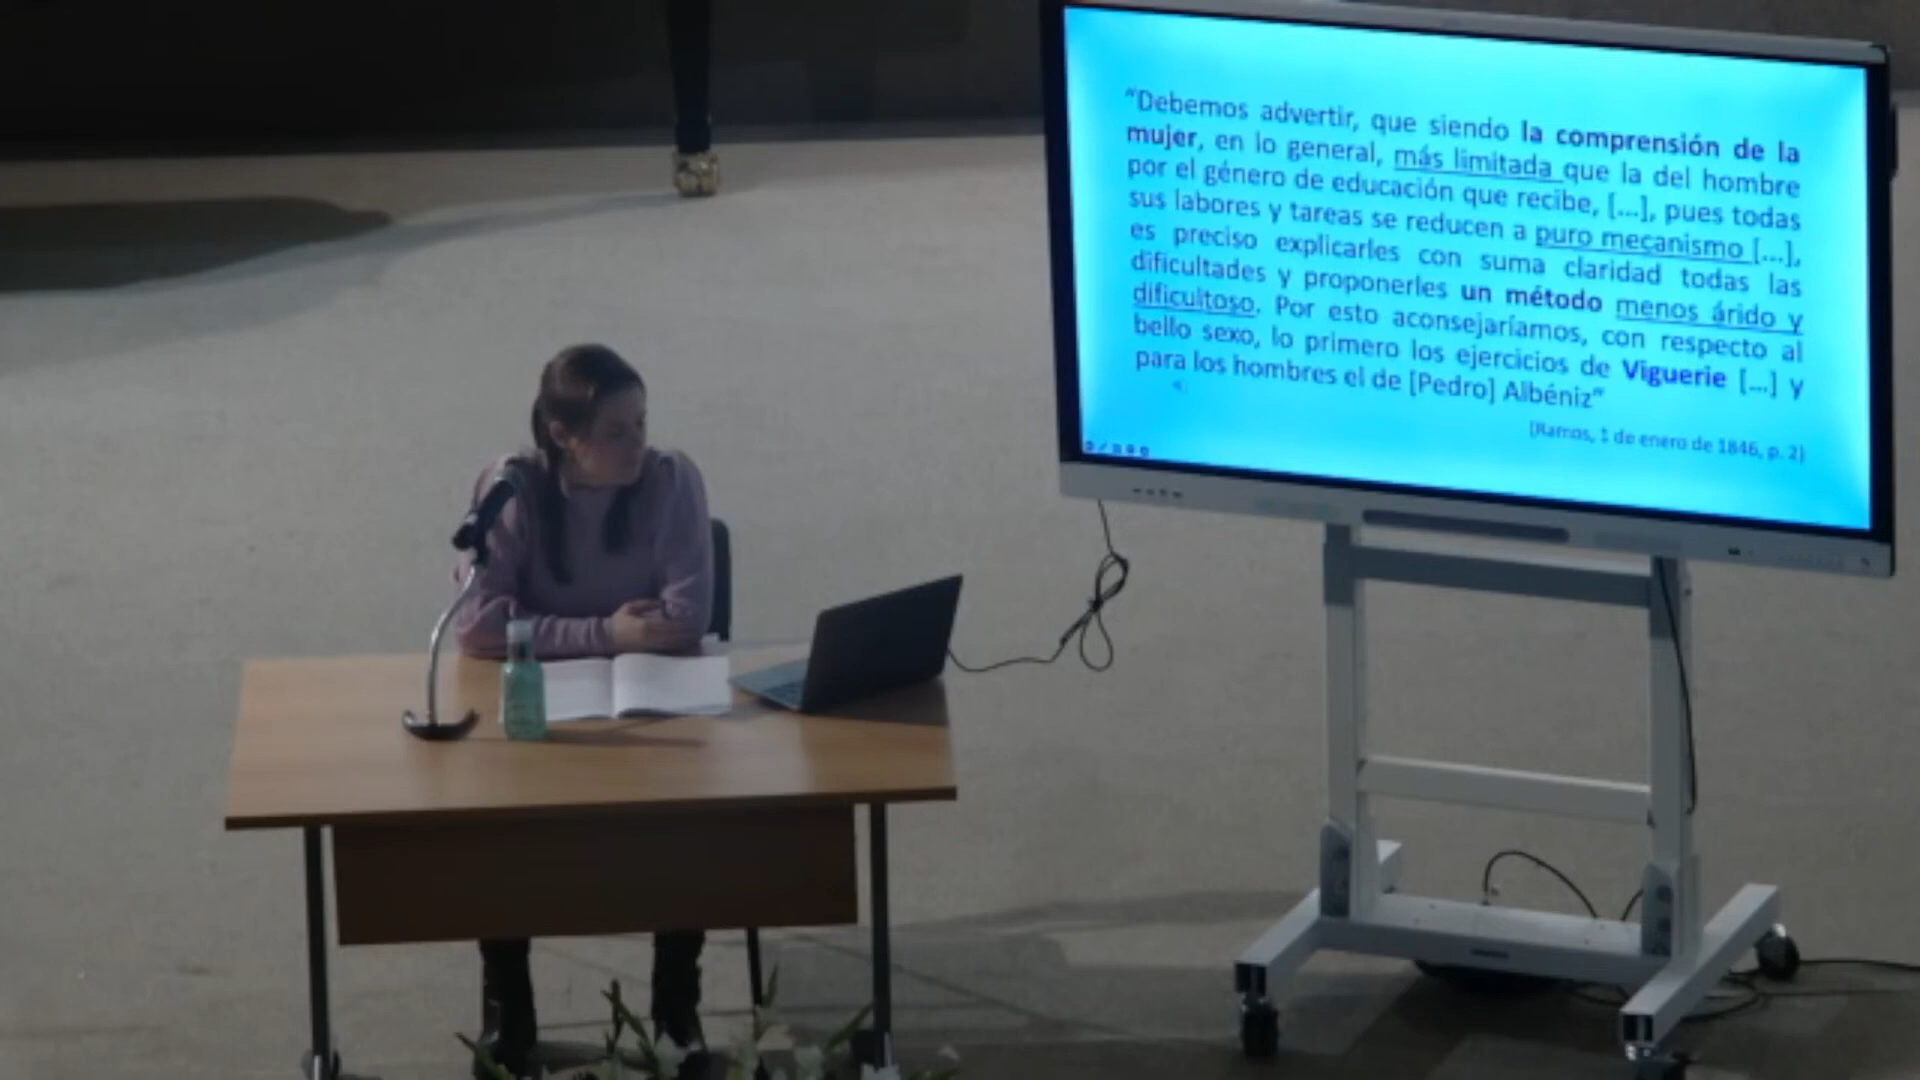 “Debemos advertir, que siendo la comprensión de la
mujer, en lo general, más limitada que la del hombre
por el género de educación que recibe, [...], pues todas
sus labores y tareas se reducen a puro mecanismo [...],
es preciso explicarles con suma claridad todas las
dificultades y proponerles un método menos árido y
dificultoso. Por esto aconsejaríamos, con respecto al
bello sexo, lo primero los ejercicios de Viguerie [...] y
para los hombres el de [Pedro] Albéniz”
(Ramos, 1 de enero de 1846, p. 2)